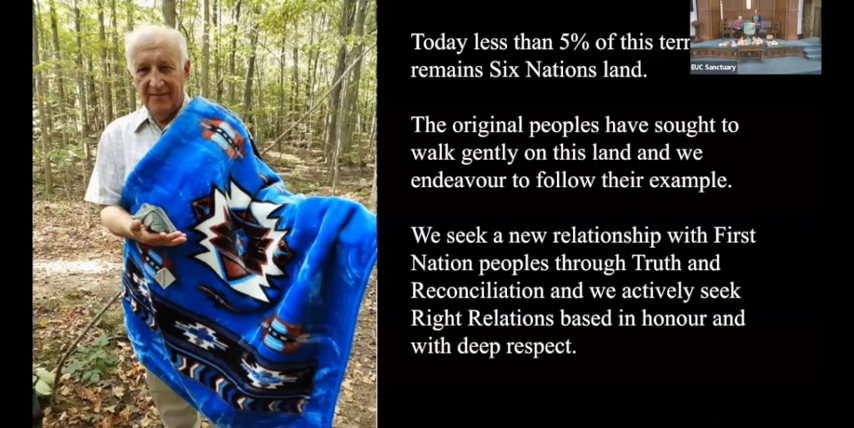 Today less than 5% of this
remains Six Nations land.
EUC Sanctuary
The original peoples have sought to
walk gently on this land and we
endeavour to follow their example.
We seek a new relationship with First
Nation peoples through Truth and
Reconciliation and we actively seek
Right Relations based in honour and
with deep respect.